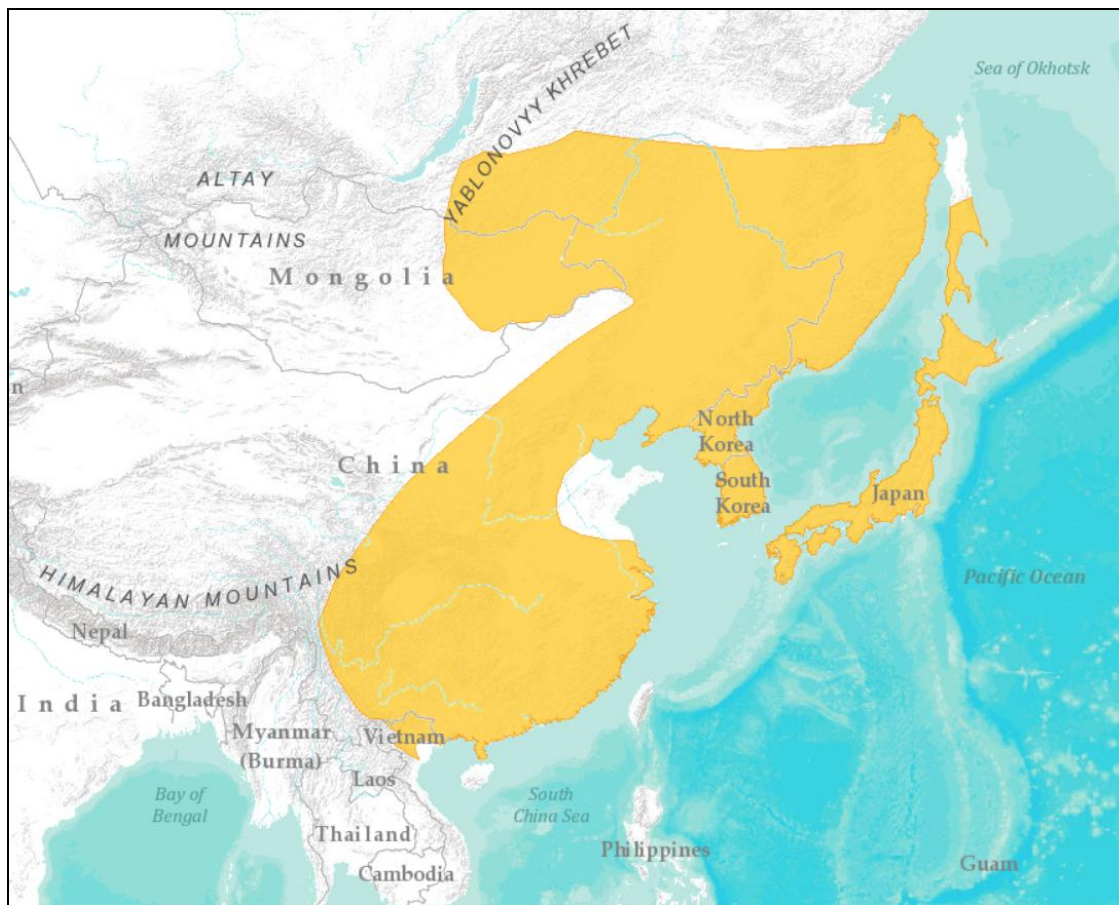 Sea of Okhotsk
YABLONOVYY KHREBET
ALTAY
MOUNTAINS
Mongolia
n
North
Korea
China
South
Korea
Japan
HIMALAYAN MOUNTAINS
Pacific Ocean
Nepal
India
Bangladesh
Myanmar
(Burma)
Vietnam
Laos
Bay of
Bengal
South
China Sea
Thailand
Philippines
Cambodia
Guam